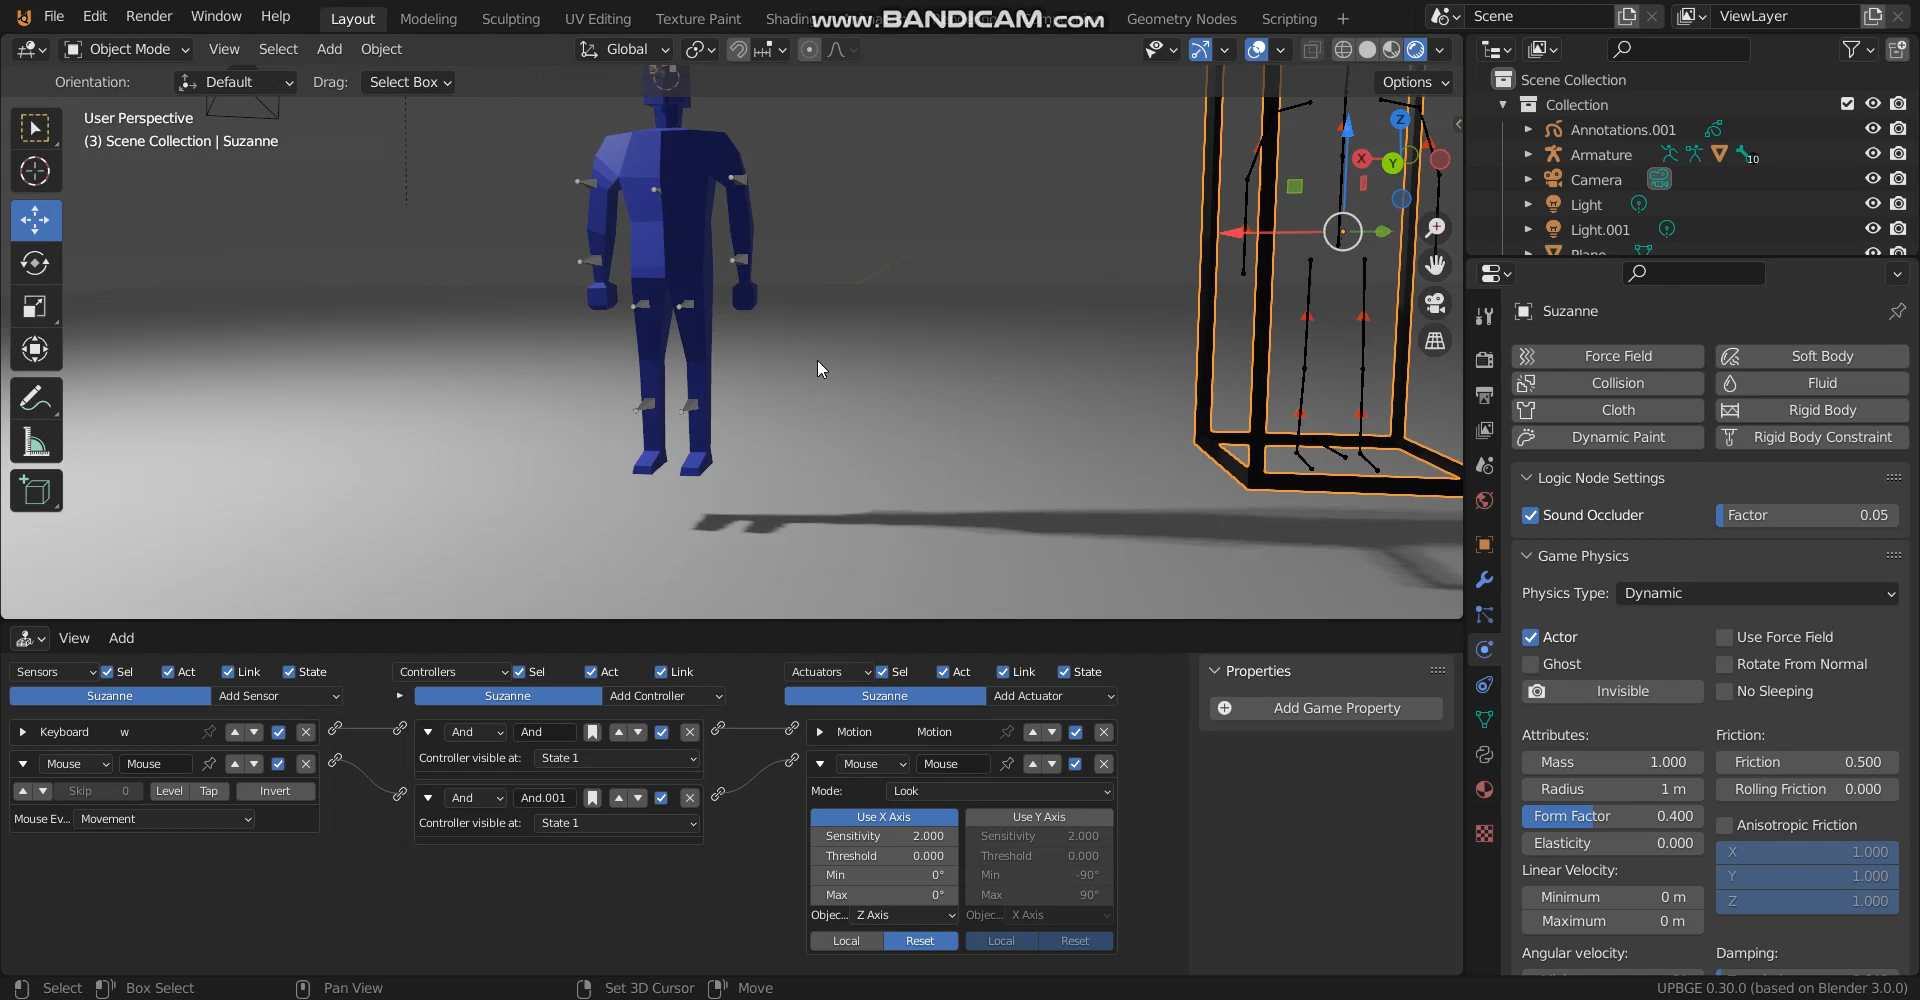 File Edit Render Window Help Layout Modeling Sculpting UV Editing Texture Paint Shading Geometry Nodes Scripting + Scene ViewLayer
www.BANDICAM.com
Object Mode View Select Add Object Global
Orientation: Default Drag: Select Box Options
User Perspective
(3) Scene Collection | Suzanne
Z
X
Y
Scene Collection
Collection
Annotations.001
Armature 10
Camera
Light
Light.001
Plane
Suzanne
Force Field Soft Body
Collision Fluid
Cloth Rigid Body
Dynamic Paint Rigid Body Constraint
Logic Node Settings
Sound Occluder Factor 0.05
Game Physics
Physics Type: Dynamic
Actor Use Force Field
Ghost Rotate From Normal
Invisible No Sleeping
Attributes: Friction:
Mass 1.000 Friction 0.500
Radius 1 m Rolling Friction 0.000
Form Factor 0.400 Anisotropic Friction
Elasticity 0.000 X 1.000
Linear Velocity: Y 1.000
Minimum 0 m Z 1.000
Maximum 0 m
Angular velocity: Damping:
View Add
Sensors Sel Act Link State Controllers Sel Act Link Actuators Sel Act Link State
Suzanne Add Sensor Suzanne Add Controller Suzanne Add Actuator
Keyboard w And And Motion Motion
Controller visible at: State 1
Mouse Mouse Mouse Mouse
Skip 0 Level Tap Invert And And.001 Mode: Look
Mouse Ev... Movement Controller visible at: State 1
Use X Axis Use Y Axis
Sensitivity 2.000 Sensitivity 2.000
Threshold 0.000 Threshold 0.000
Min 0° Min -90°
Max 0° Max 90°
Objec... Z Axis Objec... X Axis
Local Reset Local Reset
Properties
Add Game Property
Select Box Select Pan View Set 3D Cursor Move UPBGE 0.30.0 (based on Blender 3.0.0)